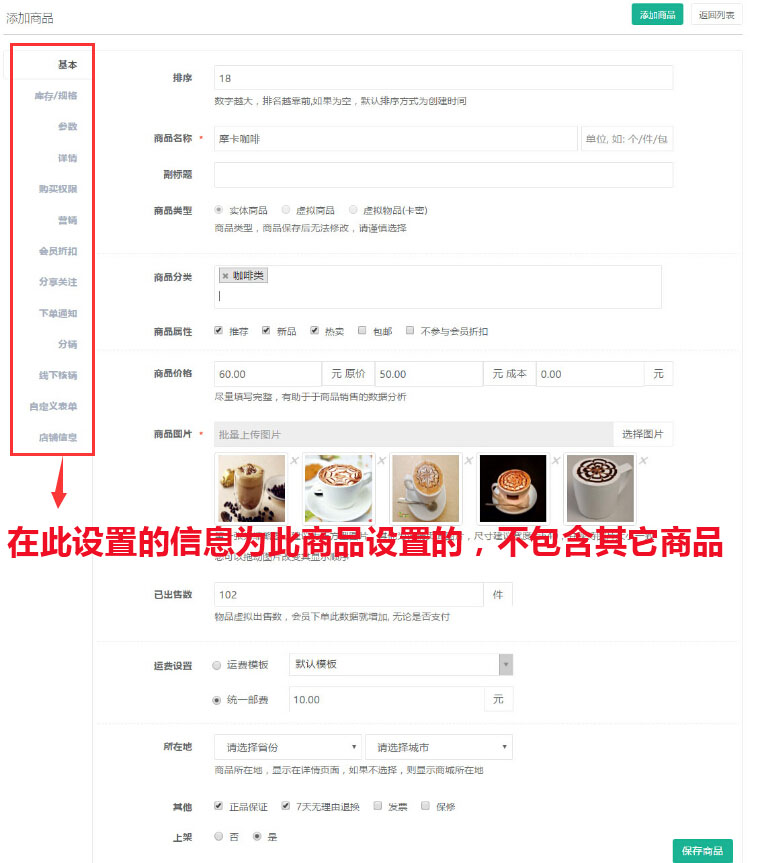 添加商品
添加商品 返回列表
基本
库存/规格
参数
详情
购买权限
营销
会员折扣
分享关注
下单通知
分销
线下核销
自定义表单
店铺信息
排序 18
数字越大，排名越靠前,如果为空，默认排序方式为创建时间
商品名称 * 摩卡咖啡 单位, 如: 个/件/包
副标题
商品类型 实体商品 虚拟商品 虚拟物品(卡密)
商品类型，商品保存后无法修改，请谨慎选择
商品分类 × 咖啡类
商品属性 推荐 新品 热卖 包邮 不参与会员折扣
商品价格 60.00 元 原价 50.00 元 成本 0.00 元
尽量填写完整，有助于于商品销售的数据分析
商品图片 * 批量上传图片 选择图片
在此设置的信息为此商品设置的，不包含其它商品
已出售数 102 件
物品虚拟出售数，会员下单此数据就增加, 无论是否支付
运费设置 运费模板 默认模板
统一邮费 10.00 元
所在地 请选择省份 请选择城市
商品所在地，显示在详情页面，如果不选择，则显示商城所在地
其他 正品保证 7天无理由退换 发票 保修
上架 否 是
保存商品